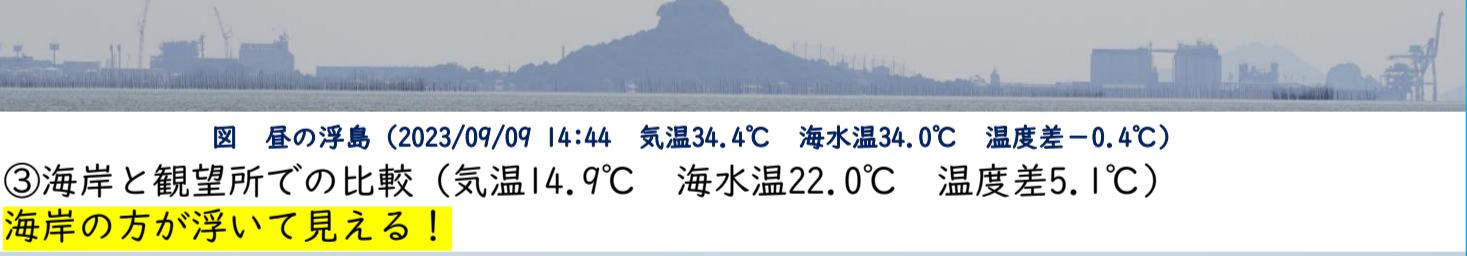 図　昼の浮島（2023/09/09 14:44　気温34.4℃　海水温34.0℃　温度差－0.4℃）
③海岸と観望所での比較（気温14.9℃　海水温22.0℃　温度差5.1℃）
海岸の方が浮いて見える！